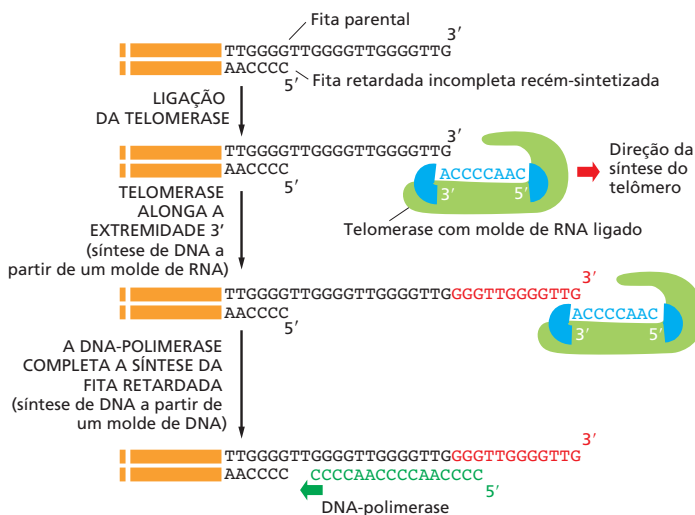 Fita parental
3′
TTGGGGTTGGGGTTGGGGTTG
AACCCC
5′
Fita retardada incompleta recém-sintetizada
LIGAÇÃO
DA TELOMERASE
3′
TTGGGGTTGGGGTTGGGGTTG
AACCCC
5′
ACCCCAAC
3′ 5′
Direção da
síntese do
telômero
Telomerase com molde de RNA ligado
TELOMERASE
ALONGA A
EXTREMIDADE 3′
(síntese de DNA a
partir de um molde de RNA)
3′
TTGGGGTTGGGGTTGGGGTTGGGGTTGGGGTTG
AACCCC
5′
ACCCCAAC
3′ 5′
A DNA-POLIMERASE
COMPLETA A SÍNTESE DA
FITA RETARDADA
(síntese de DNA a partir de
um molde de DNA)
3′
TTGGGGTTGGGGTTGGGGTTGGGGTTGGGGTTG
AACCCC CCCCAACCCCAACCCC
5′
DNA-polimerase